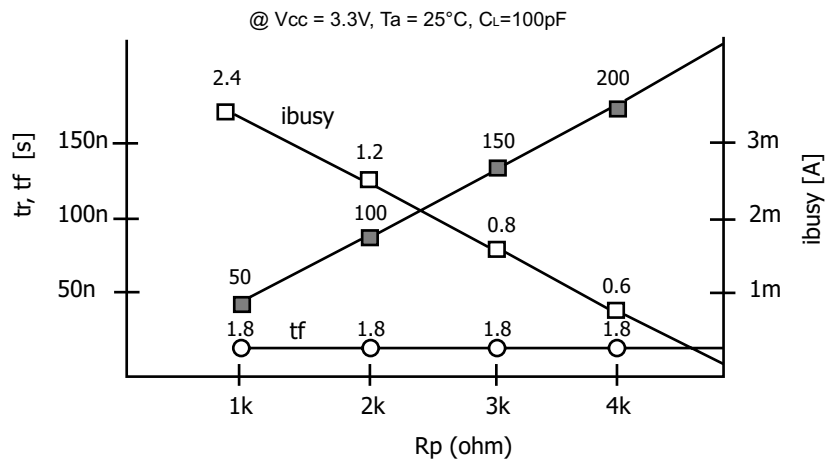 @ Vcc = 3.3V, Ta = 25°C, CL=100pF
2.4
200
ibusy
150n
150
3m
1.2
tr, tf [s]
ibusy [A]
100n
100
0.8
2m
50n
50
0.6
1m
1.8
tf
1.8
1.8
1.8
1k
2k
3k
4k
Rp (ohm)